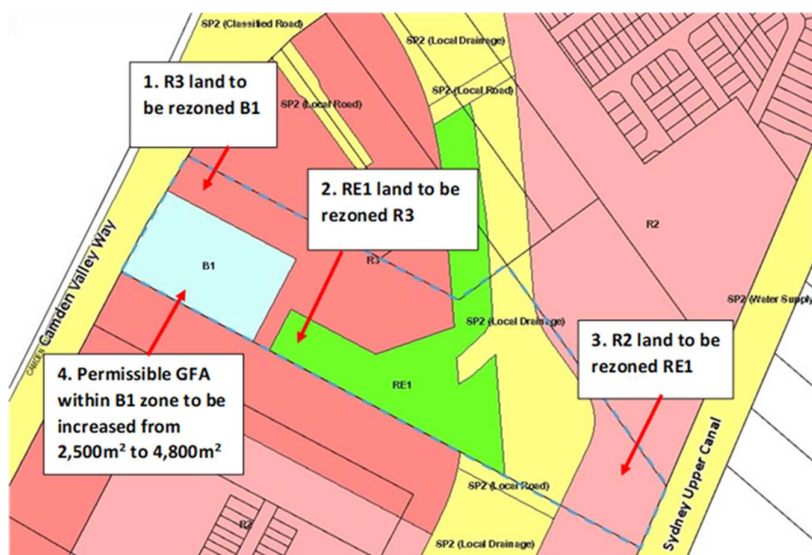 SP2 (Classified Road)
SP2 (Local Drainage)
1. R3 land to
be rezoned B1
SP2 (Local Road)
SP2 (Local Road)
2. RE1 land to be
rezoned R3
R2
B1
R3
Camden Valley Way
SP2 (Water Supply
SP2 (Local Drainage)
3. R2 land to be
rezoned RE1
4. Permissible GFA
within B1 zone to be
increased from
2,500m² to 4,800m²
RE1
CAMDEN
SP2 (Local Road)
Sydney Upper Canal
SP2 (Local Drainage)